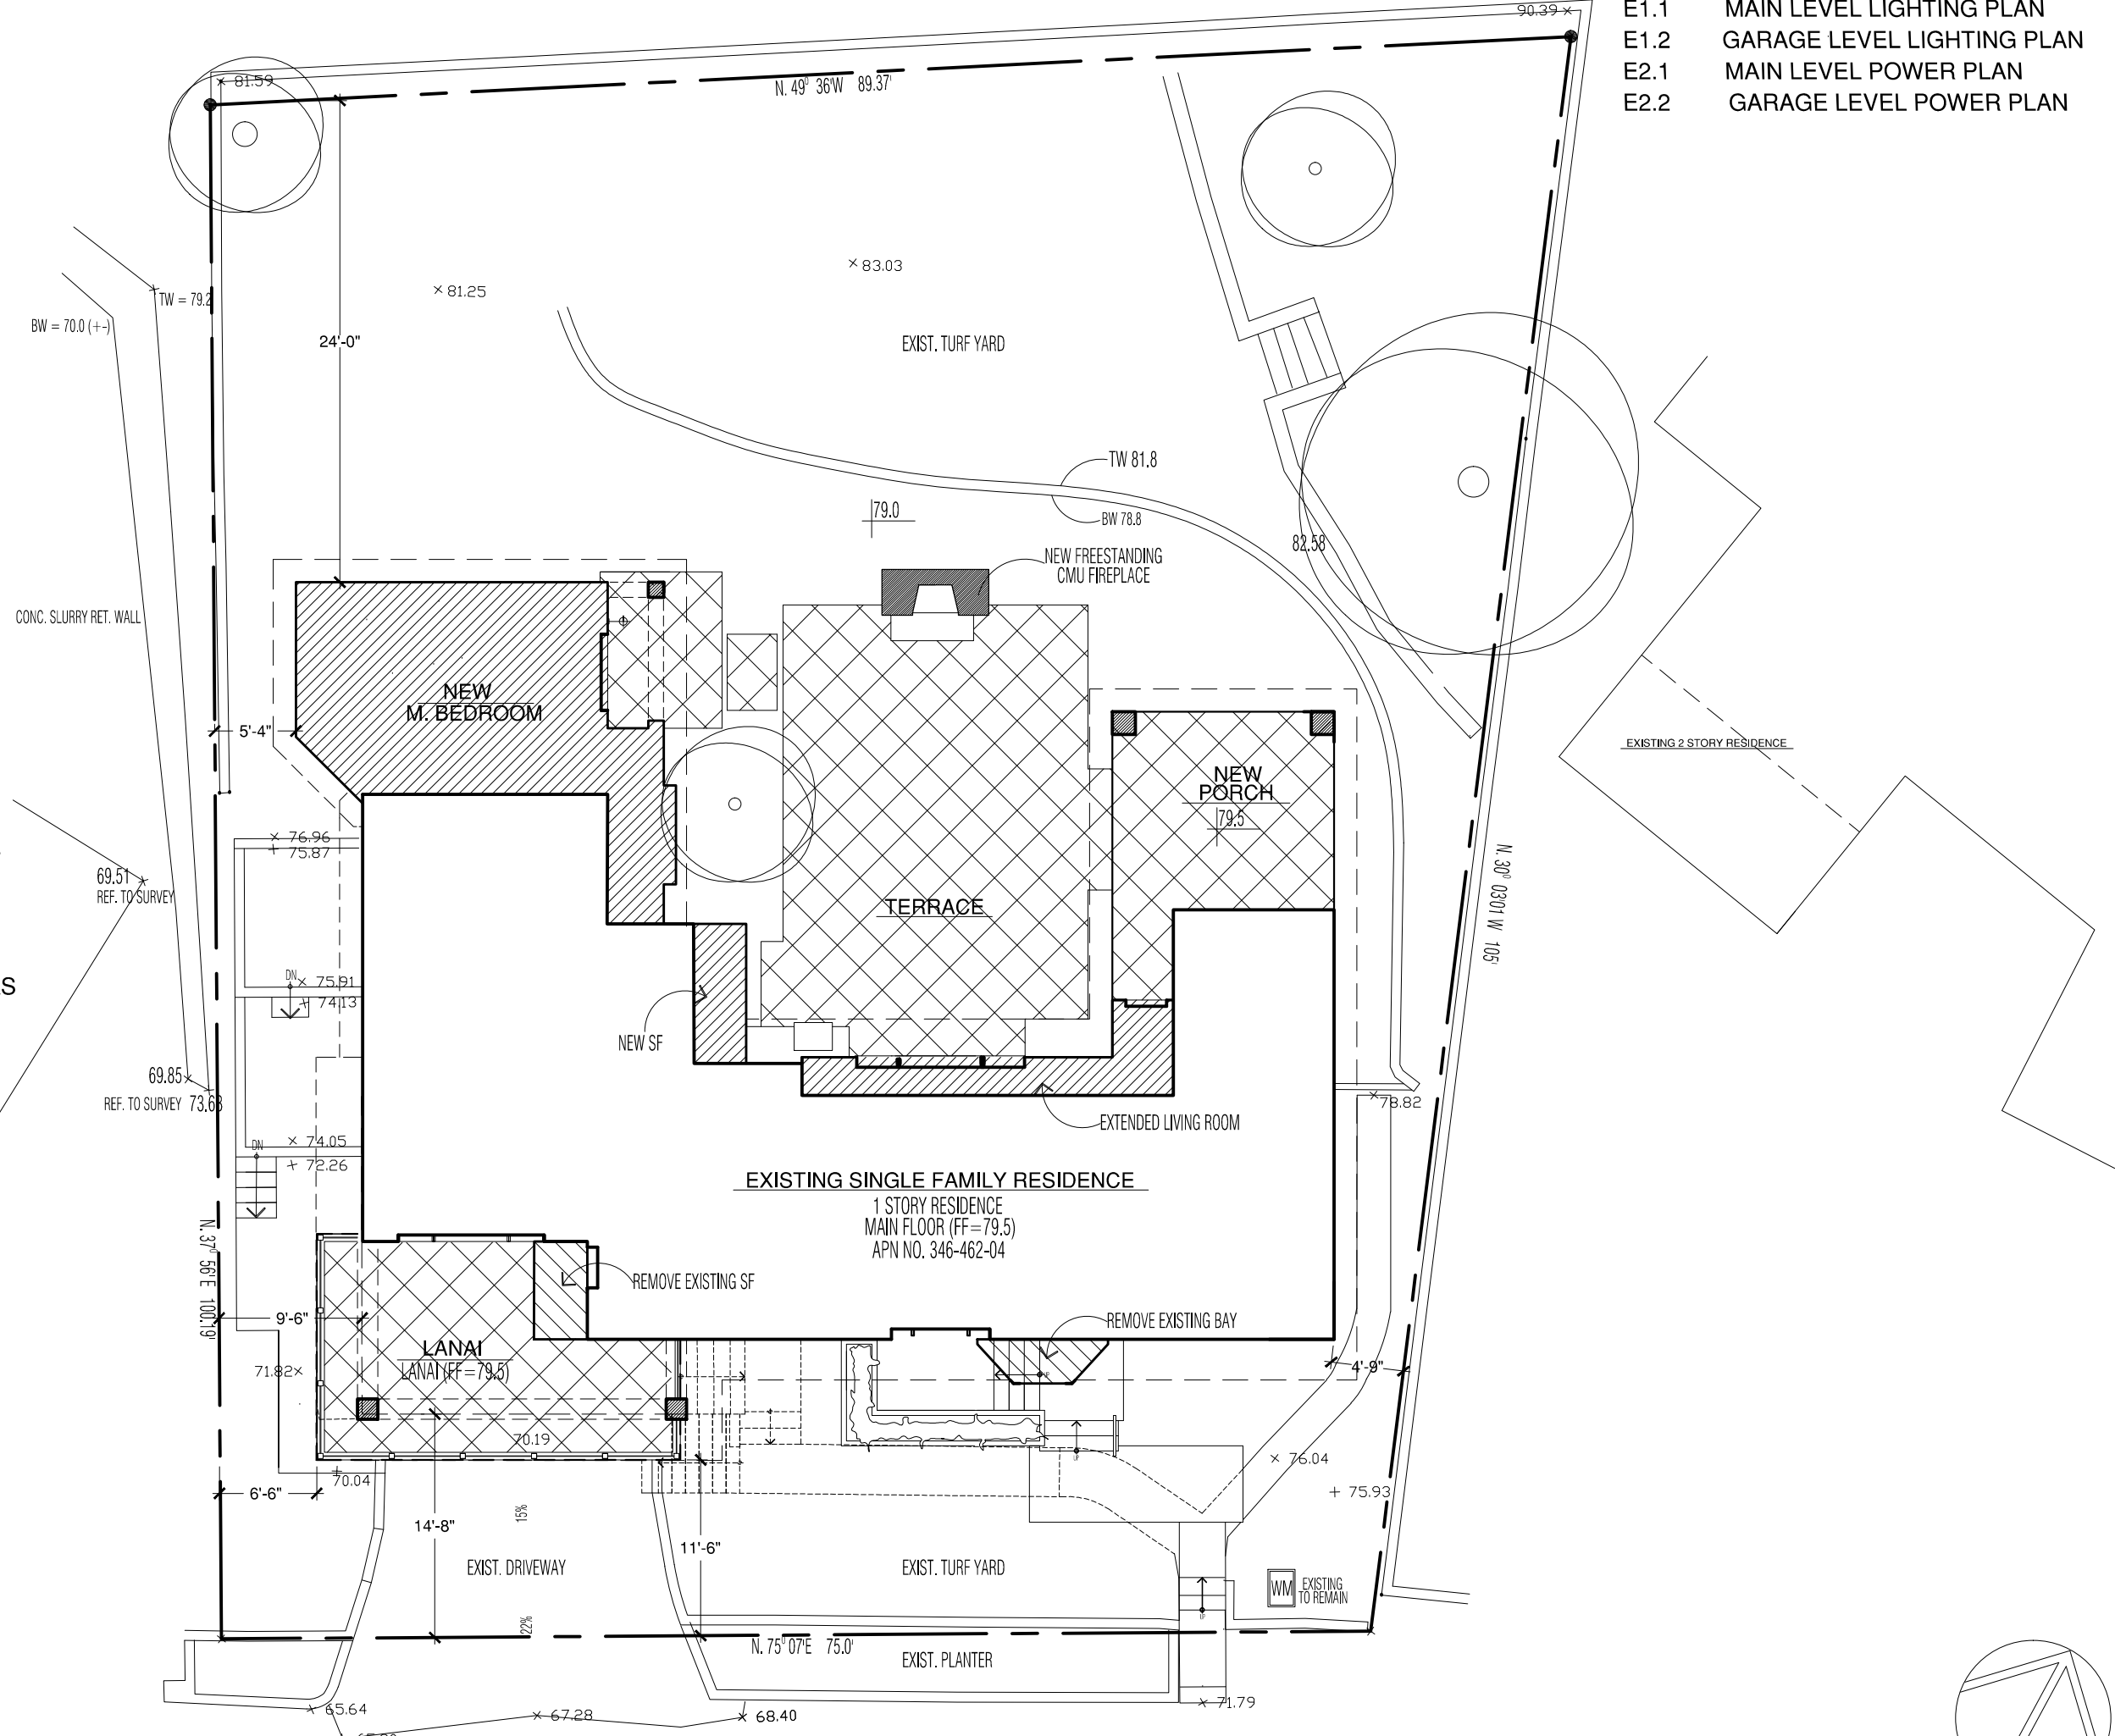 90.39
E1.1 MAIN LEVEL LIGHTING PLAN
E1.2 GARAGE LEVEL LIGHTING PLAN
E2.1 MAIN LEVEL POWER PLAN
E2.2 GARAGE LEVEL POWER PLAN
81.59
N. 49° 36'W 89.37'
83.03
81.25
TW = 79.2
BW = 70.0 (+-)
24'-0"
EXIST. TURF YARD
TW 81.8
79.0
BW 78.8
82.58
NEW FREESTANDING
CMU FIREPLACE
CONC. SLURRY RET. WALL
NEW
M. BEDROOM
5'-4"
EXISTING 2 STORY RESIDENCE
NEW
PORCH
79.5
76.96
75.87
69.51
REF. TO SURVEY
N. 30° 0301 W 105'
TERRACE
DN
75.91
74.13
S
NEW SF
69.85
REF. TO SURVEY 73.63
78.82
EXTENDED LIVING ROOM
DN
74.05
72.26
EXISTING SINGLE FAMILY RESIDENCE
1 STORY RESIDENCE
MAIN FLOOR (FF=79.5)
APN NO. 346-462-04
N. 37° 56' E 100.19'
REMOVE EXISTING SF
9'-6"
REMOVE EXISTING BAY
LANAI
LANAI (FF=79.5)
71.82
4'-9"
UP
70.19
UP
76.04
70.04
6'-6"
75.93
15%
14'-8"
11'-6"
EXIST. DRIVEWAY
EXIST. TURF YARD
WM
EXISTING
TO REMAIN
UP
22%
N. 75° 07'E 75.0'
EXIST. PLANTER
65.64
67.28
68.40
71.79